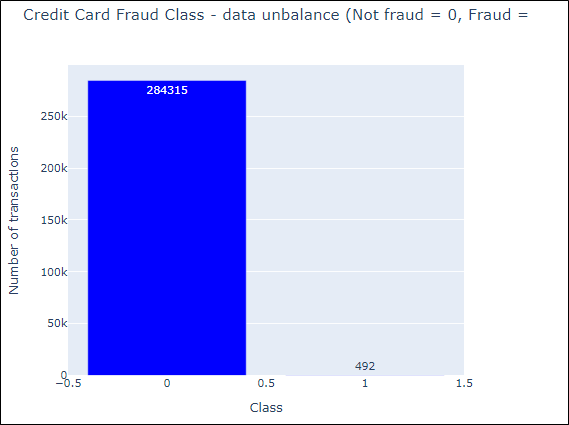 Credit Card Fraud Class - data unbalance (Not fraud = 0, Fraud =
284315
250k
200k
150k
100k
50k
0
492
−0.5
0
0.5
1
1.5
Number of transactions
Class